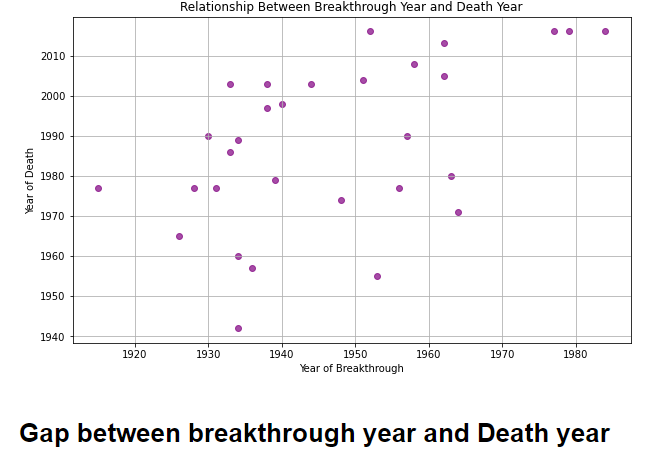 Relationship Between Breakthrough Year and Death Year
2010
2000
1990
1980
1970
1960
1950
1940
Year of Death
1920 1930 1940 1950 1960 1970 1980
Year of Breakthrough
Gap between breakthrough year and Death year